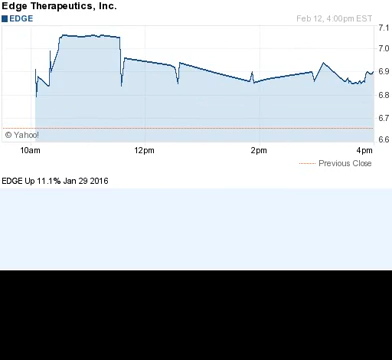 Edge Therapeutics, Inc.
EDGE Feb 12, 4:00pm EST
7.1
7.0
6.9
6.8
6.7
6.6
© Yahoo!
10am 12pm 2pm 4pm
Previous Close
EDGE Up 11.1% Jan 29 2016